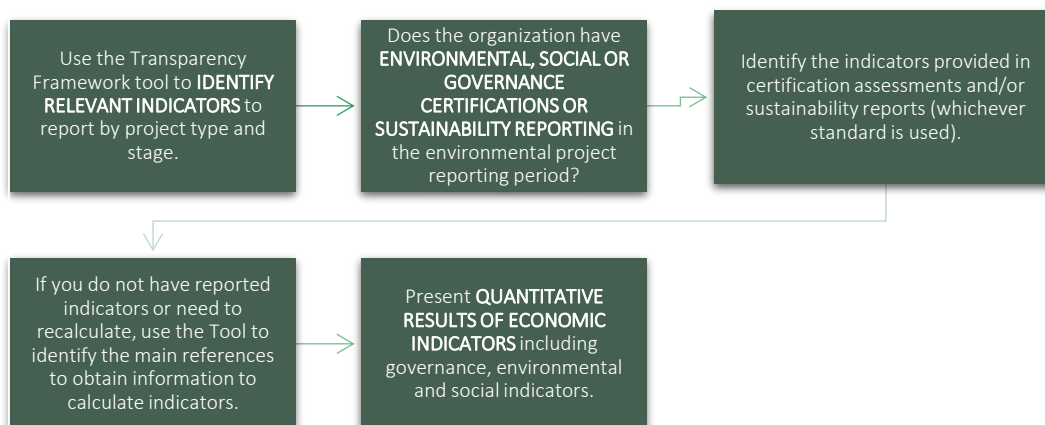 Use the Transparency
Framework tool to IDENTIFY
RELEVANT INDICATORS to
report by project type and
stage.
Does the organization have
ENVIRONMENTAL, SOCIAL OR
GOVERNANCE
CERTIFICATIONS OR
SUSTAINABILITY REPORTING in
the environmental project
reporting period?
Identify the indicators provided in
certification assessments and/or
sustainability reports (whichever
standard is used).
If you do not have reported
indicators or need to
recalculate, use the Tool to
identify the main references
to obtain information to
calculate indicators.
Present QUANTITATIVE
RESULTS OF ECONOMIC
INDICATORS including
governance, environmental
and social indicators.